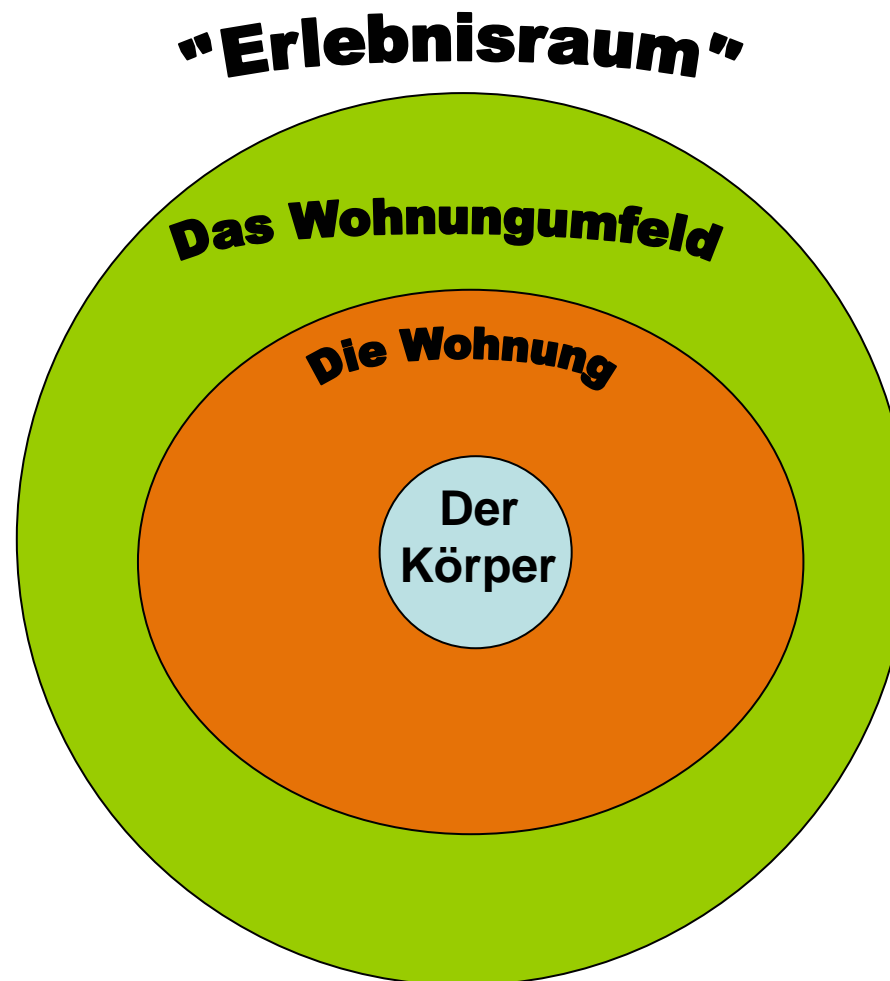 "Erlebnisraum"
Das Wohnungumfeld
Die Wohnung
Der
Körper